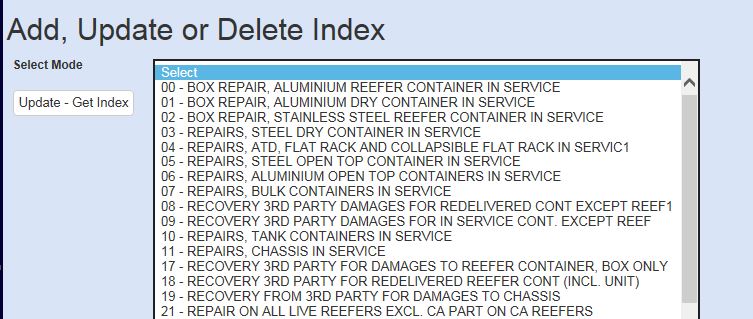 Add, Update or Delete Index
Select Mode
Select
Update - Get Index
00 - BOX REPAIR, ALUMINIUM REEFER CONTAINER IN SERVICE
01 - BOX REPAIR, ALUMINIUM DRY CONTAINER IN SERVICE
02 - BOX REPAIR, STAINLESS STEEL REEFER CONTAINER IN SERVICE
03 - REPAIRS, STEEL DRY CONTAINER IN SERVICE
04 - REPAIRS, ATD, FLAT RACK AND COLLAPSIBLE FLAT RACK IN SERVIC1
05 - REPAIRS, STEEL OPEN TOP CONTAINER IN SERVICE
06 - REPAIRS, ALUMINIUM OPEN TOP CONTAINERS IN SERVICE
07 - REPAIRS, BULK CONTAINERS IN SERVICE
08 - RECOVERY 3RD PARTY DAMAGES FOR REDELIVERED CONT EXCEPT REEF1
09 - RECOVERY 3RD PARTY DAMAGES FOR IN SERVICE CONT. EXCEPT REEF
10 - REPAIRS, TANK CONTAINERS IN SERVICE
11 - REPAIRS, CHASSIS IN SERVICE
17 - RECOVERY 3RD PARTY FOR DAMAGES TO REEFER CONTAINER, BOX ONLY
18 - RECOVERY 3RD PARTY FOR REDELIVERED REEFER CONT (INCL. UNIT)
19 - RECOVERY FROM 3RD PARTY FOR DAMAGES TO CHASSIS
21 - REPAIR ON ALL LIVE REEFERS EXCL. CA PART ON CA REEFERS